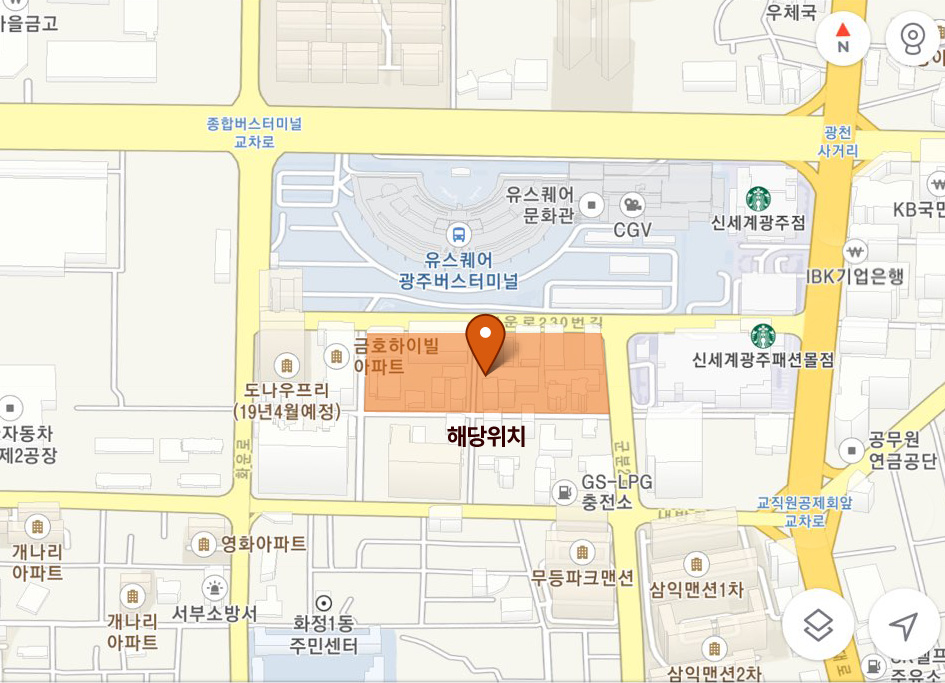 우체국
N
종합버스터미널
교차로
광천
사거리
유스퀘어
문화관
CGV
신세계광주점
KB국민
유스퀘어
광주버스터미널
IBK기업은행
운로230번길
금호하이빌
아파트
신세계광주패션몰점
도나우프리
(19년4월예정)
해당위치
자동차
제2공장
화운로
공무원
연금공단
GS-LPG
충전소
교직원공제회앞
교차로
개나리
아파트
영화아파트
무등파크맨션
삼익맨션1차
개나리
아파트
서부소방서
화정1동
주민센터
삼익맨션2차
주유소